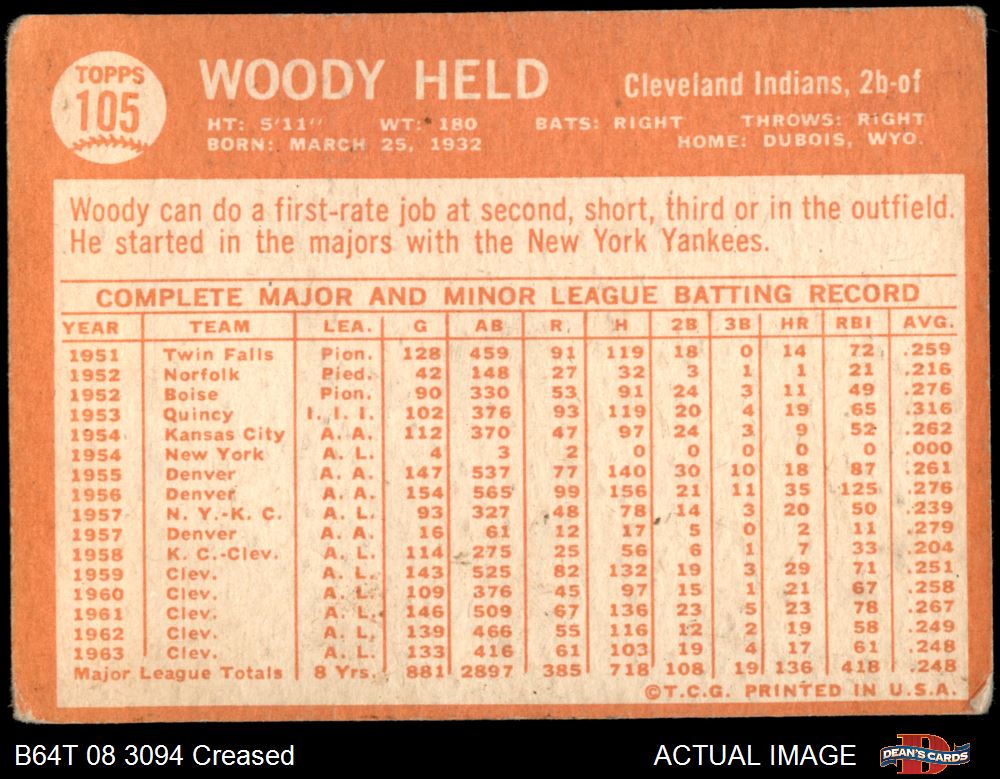 TOPPS
105
WOODY HELD
Cleveland Indians, 2b-of
HT: 5'11" WT: 180 BATS: RIGHT THROWS: RIGHT
BORN: MARCH 25, 1932 HOME: DUBOIS, WYO.
Woody can do a first-rate job at second, short, third or in the outfield.
He started in the majors with the New York Yankees.
COMPLETE MAJOR AND MINOR LEAGUE BATTING RECORD
YEAR TEAM LEA. G AB R. H 2B 3B HR RBI AVG.
1951 Twin Falls Pion. 128 459 91 119 18 0 14 72 .259
1952 Norfolk Pied. 42 148 27 32 3 1 1 21 .216
1952 Boise Pion. 90 330 53 91 24 3 11 49 .276
1953 Quincy I. I. I. 102 376 93 119 20 4 19 65 .316
1954 Kansas City A. A. 112 370 47 97 24 3 9 52 .262
1954 New York A. L. 4 3 2 0 0 0 0 0 .000
1955 Denver A. A. 147 537 77 140 30 10 18 87 .261
1956 Denver A. A. 154 565 99 156 21 11 35 125 .276
1957 N. Y.-K. C. A. L. 93 327 48 78 14 3 20 50 .239
1957 Denver A. A. 16 61 12 17 5 0 2 11 .279
1958 K. C.-Clev. A. L. 114 275 25 56 6 1 7 33 .204
1959 Clev. A. L. 143 525 82 132 19 3 29 71 .251
1960 Clev. A. L. 109 376 45 97 15 1 21 67 .258
1961 Clev. A. L. 146 509 67 136 23 5 23 78 .267
1962 Clev. A. L. 139 466 55 116 12 2 19 58 .249
1963 Clev. A. L. 133 416 61 103 19 4 17 61 .248
Major League Totals 8 Yrs. 881 2897 385 718 108 19 136 418 .248
©T.C.G. PRINTED IN U.S.A.
B64T 08 3094 Creased ACTUAL IMAGE
DEAN'S CARDS